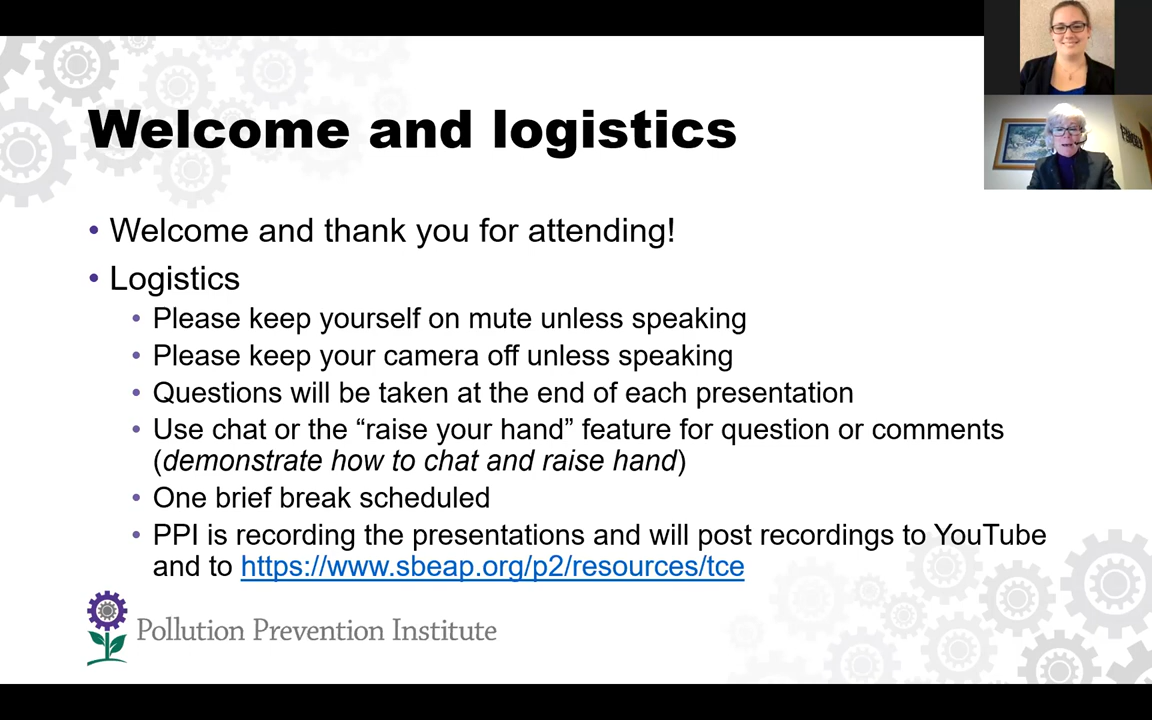 Welcome and logistics
• Welcome and thank you for attending!
• Logistics
• Please keep yourself on mute unless speaking
• Please keep your camera off unless speaking
• Questions will be taken at the end of each presentation
• Use chat or the “raise your hand” feature for question or comments
(demonstrate how to chat and raise hand)
• One brief break scheduled
• PPI is recording the presentations and will post recordings to YouTube
and to https://www.sbeap.org/p2/resources/tce
Pollution Prevention Institute